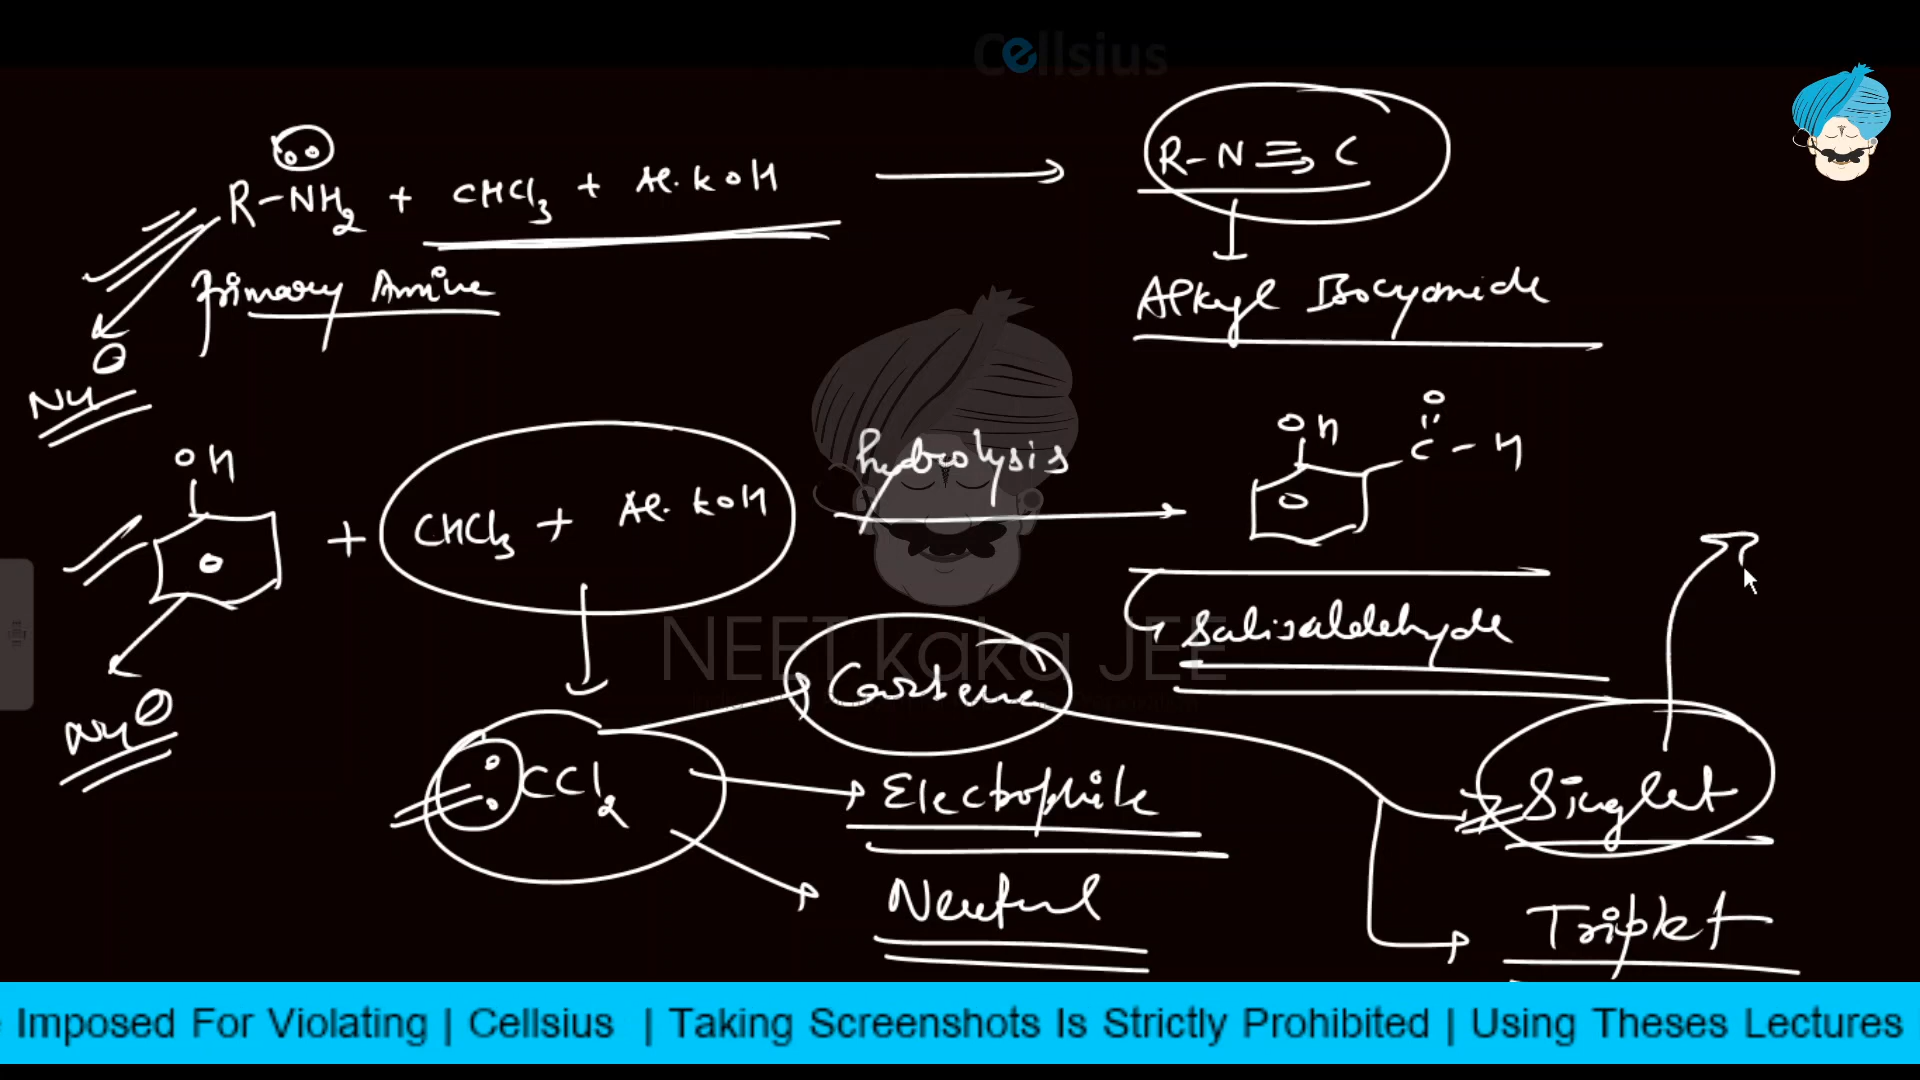 Cellsius
R-NH2 + CHCl3 + Al. KOH → R-N≡C
Primary Amine
Alkyl Isocyanide
Nu⊖
OH
+ CHCl3 + Al. KOH
hydrolysis
OH
O
C-H
Salisaldehyde
Nu⊖
NEET kaka JEE
:CCl2
Carbene
Electrophile
Neutral
Singlet
Triplet
Imposed For Violating | Cellsius | Taking Screenshots Is Strictly Prohibited | Using Theses Lectures